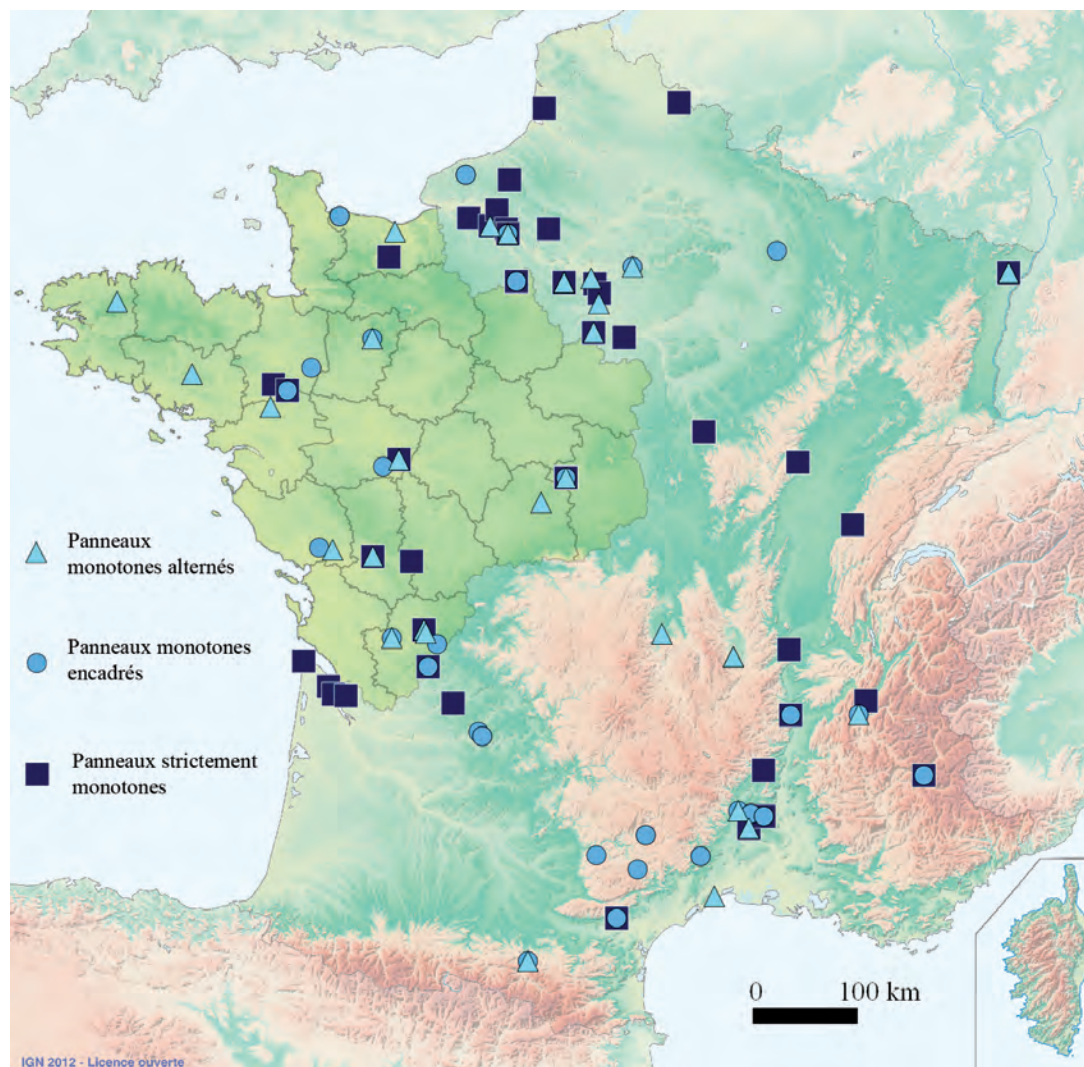 Panneaux
monotones alternés
Panneaux monotones
encadrés
Panneaux strictement
monotones
0 100 km
IGN 2012 - Licence ouverte